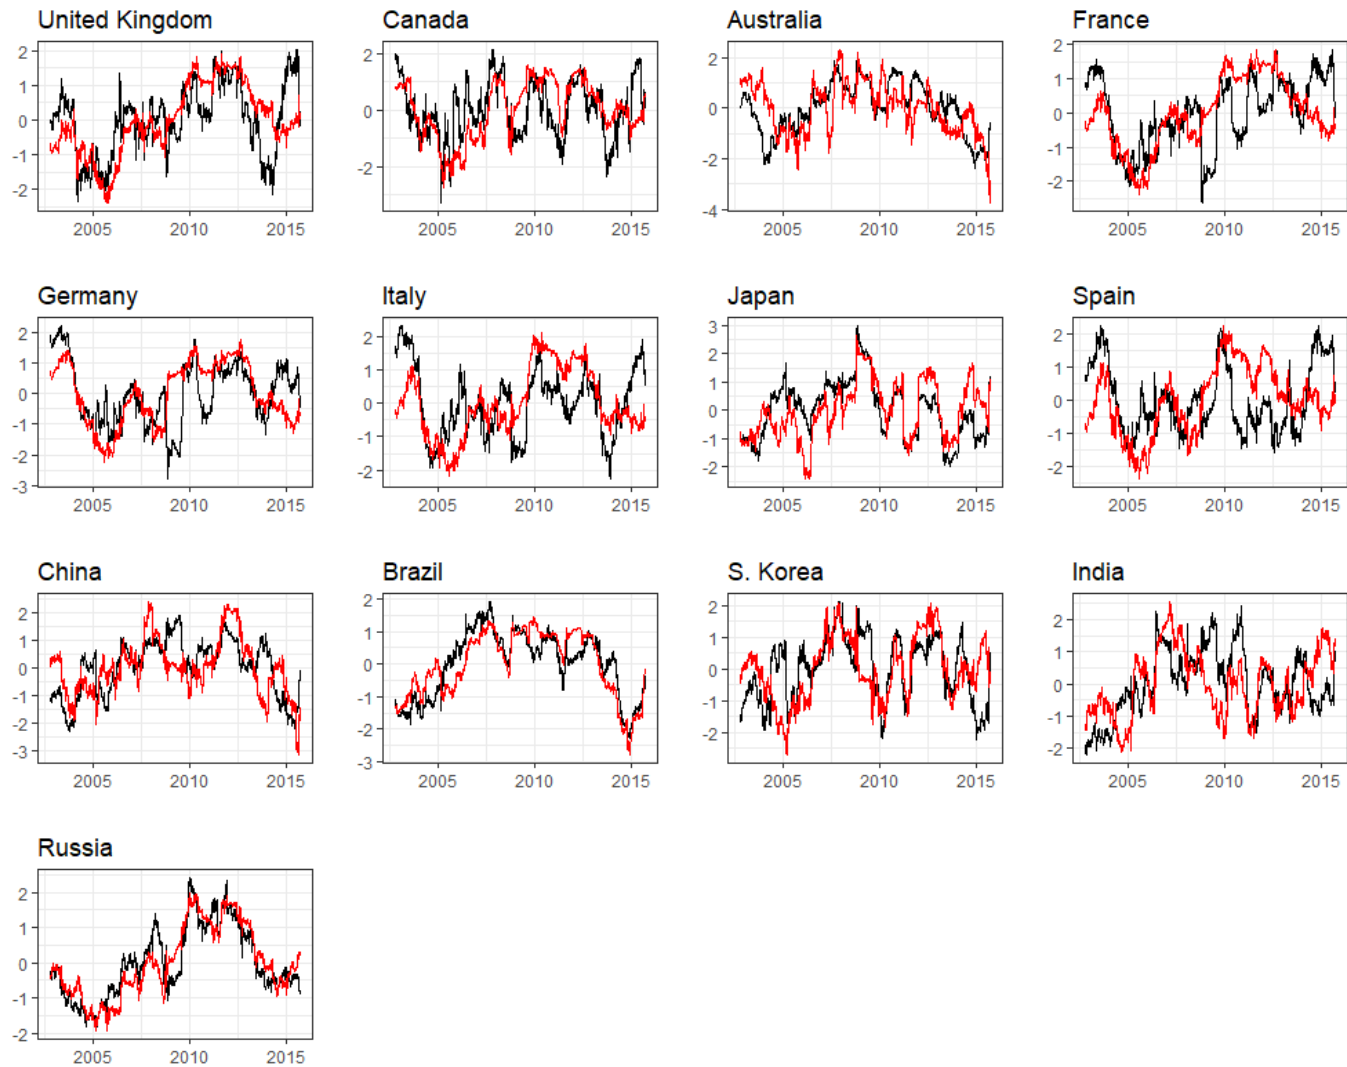 United Kingdom Canada Australia France
2 2 2 2
1 1
0 0 0 0
-1 -1
-2 -2 -2 -2
-4
2005 2010 2015 2005 2010 2015 2005 2010 2015 2005 2010 2015
Germany Italy Japan Spain
2 2 3 2
1 1 2 1
0 0 1 0
-1 -1 0 -1
-2 -2 -1 -2
-3 -2
2005 2010 2015 2005 2010 2015 2005 2010 2015 2005 2010 2015
China Brazil S. Korea India
2 2 2 2
1 1 1 1
0 0 0 0
-1 -1 -1 -1
-2 -2 -2 -2
-3 -3
2005 2010 2015 2005 2010 2015 2005 2010 2015 2005 2010 2015
Russia
2
1
0
-1
-2
2005 2010 2015